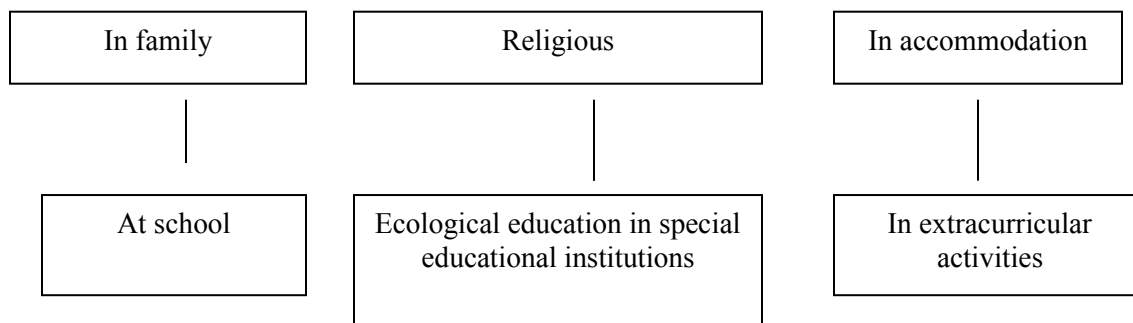 In family
Religious
In accommodation
At school
Ecological education in special
educational institutions
In extracurricular
activities